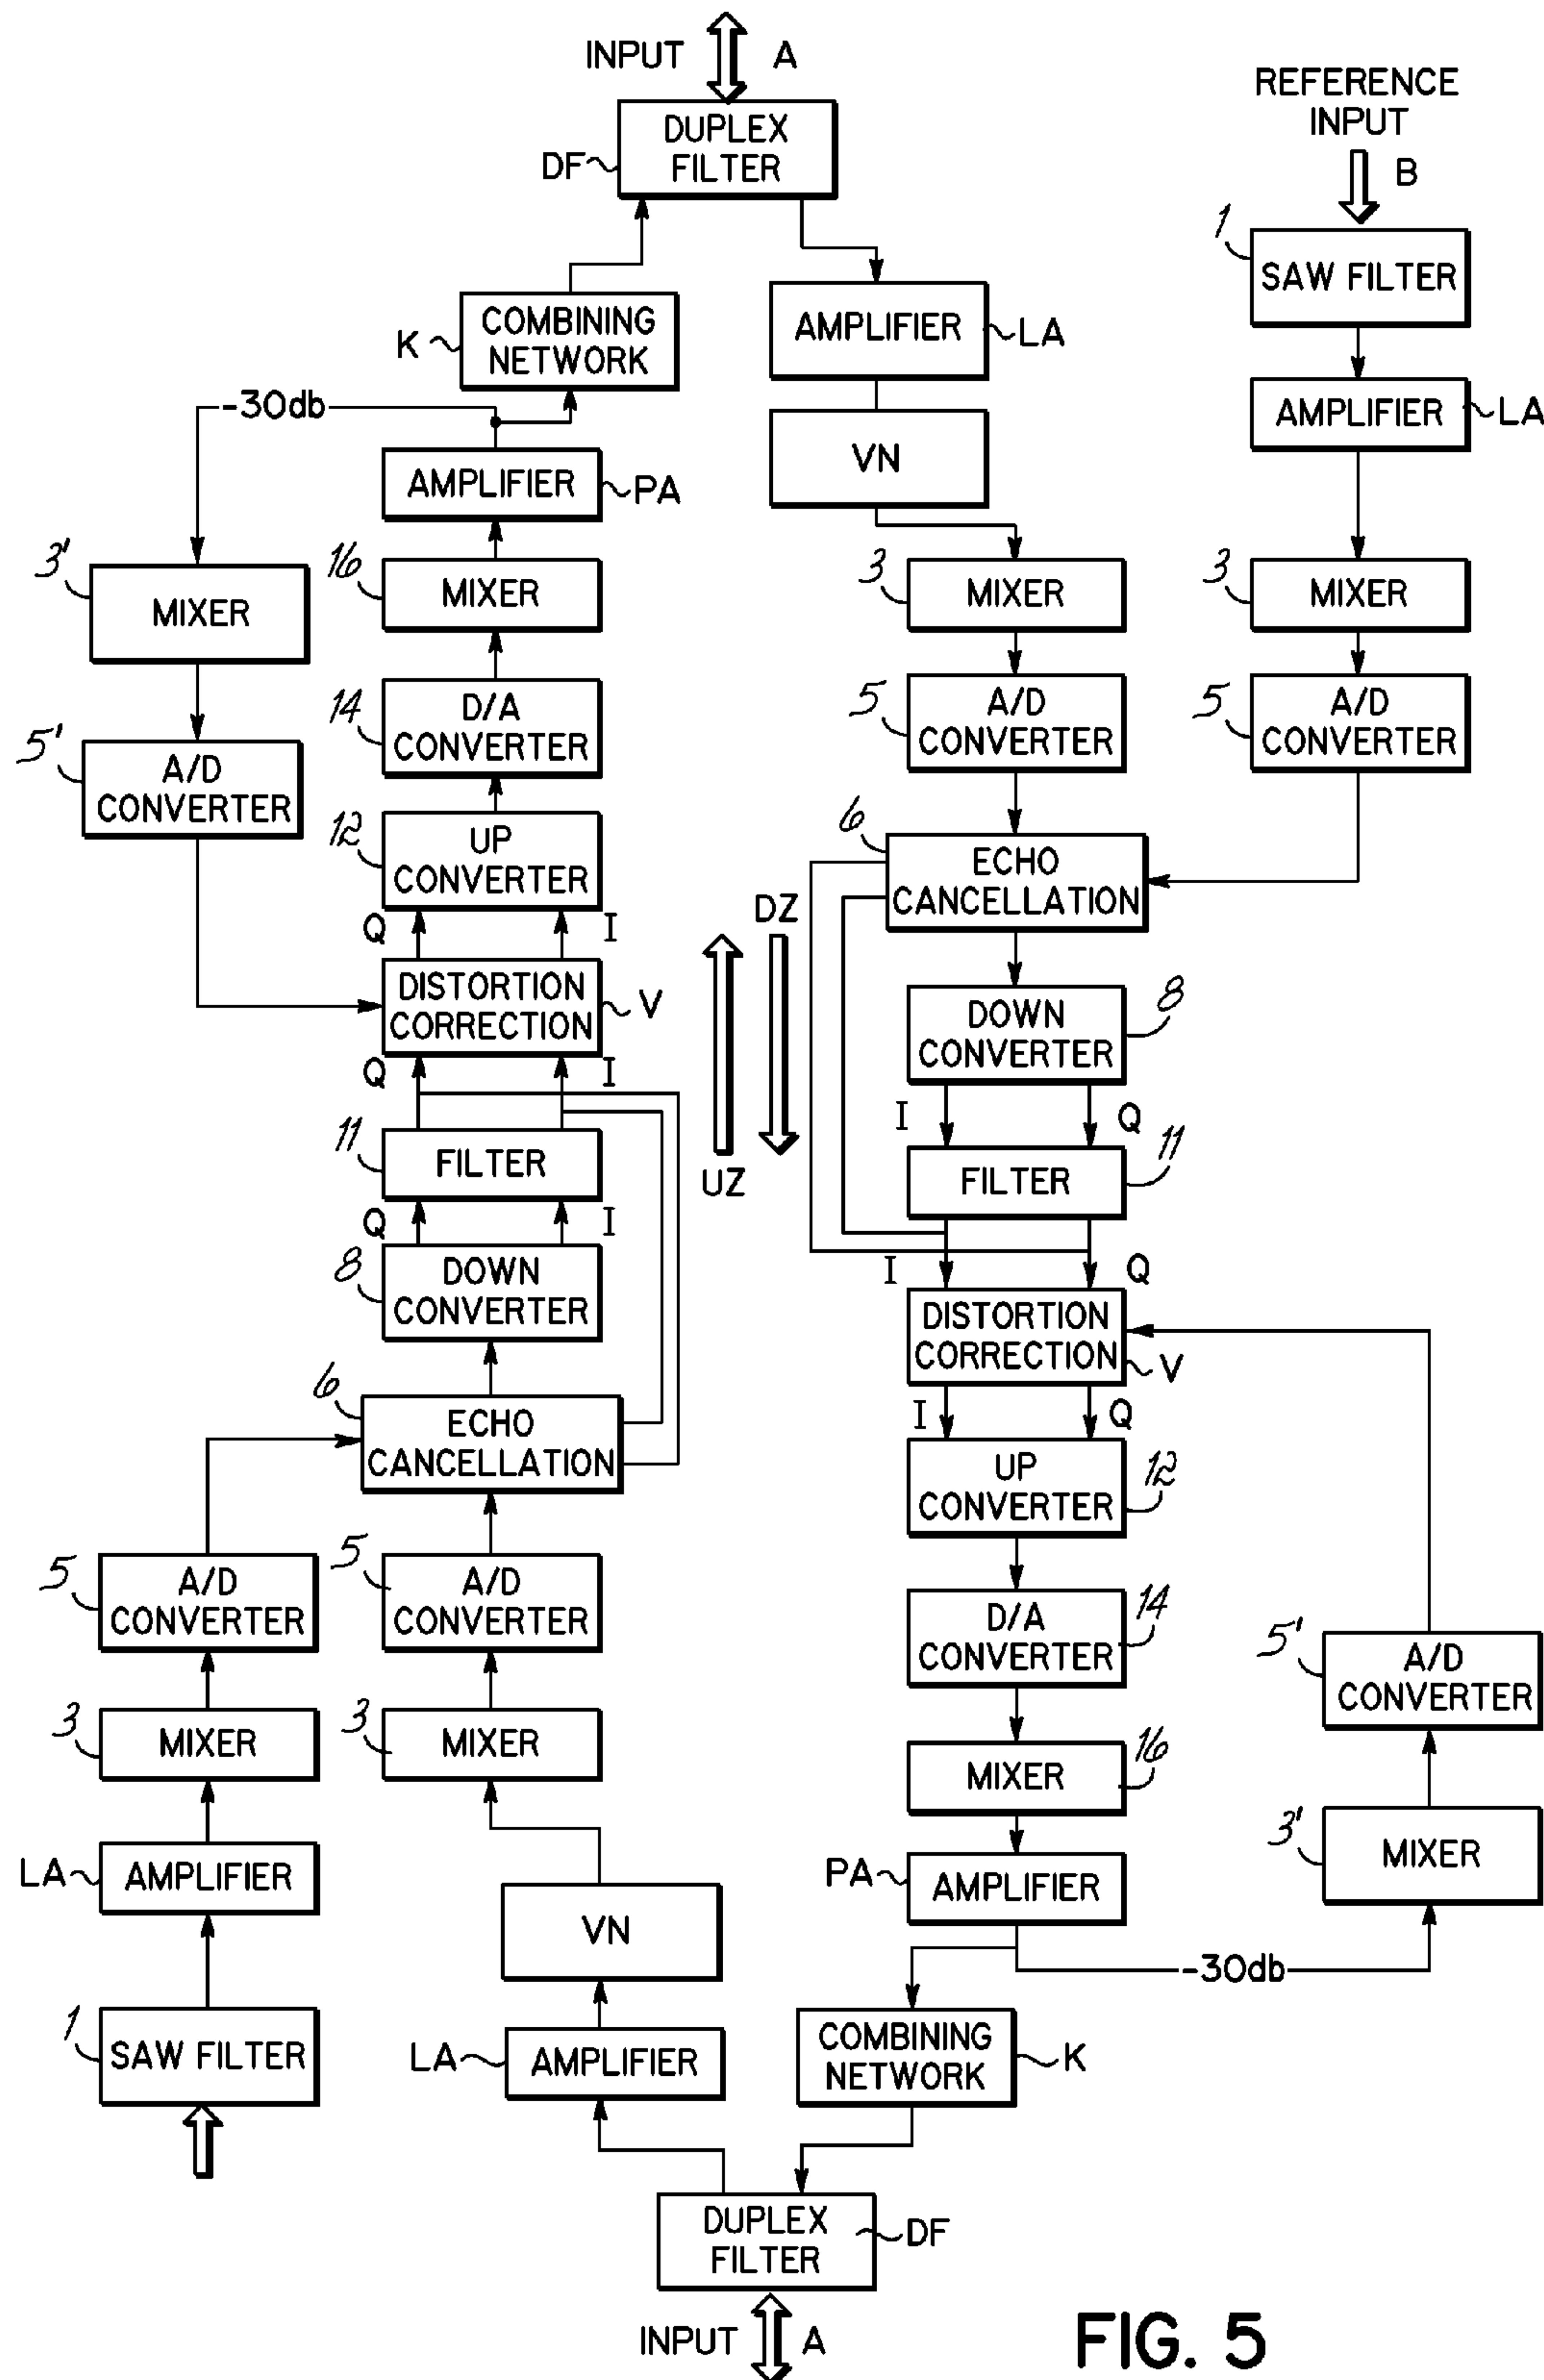 INPUT A
DUPLEX
FILTER
DF
REFERENCE
INPUT
B
1
SAW FILTER
COMBINING
NETWORK
K
AMPLIFIER
LA
AMPLIFIER
LA
-30db
VN
AMPLIFIER
PA
3'
MIXER
16
MIXER
3
MIXER
3
MIXER
5'
A/D
CONVERTER
14
D/A
CONVERTER
5
A/D
CONVERTER
5
A/D
CONVERTER
12
UP
CONVERTER
6
ECHO
CANCELLATION
Q I
DZ
DISTORTION
CORRECTION
V
DOWN
CONVERTER
8
Q I
I Q
11
FILTER
UZ
FILTER
11
Q I
I Q
8
DOWN
CONVERTER
DISTORTION
CORRECTION
V
6
ECHO
CANCELLATION
I Q
UP
CONVERTER
12
5
A/D
CONVERTER
5
A/D
CONVERTER
D/A
CONVERTER
14
5'
A/D
CONVERTER
3
MIXER
3
MIXER
MIXER
16
3'
MIXER
LA
AMPLIFIER
PA
AMPLIFIER
VN
-30db
1
SAW FILTER
LA
AMPLIFIER
COMBINING
NETWORK
K
DUPLEX
FILTER
DF
INPUT A
FIG. 5